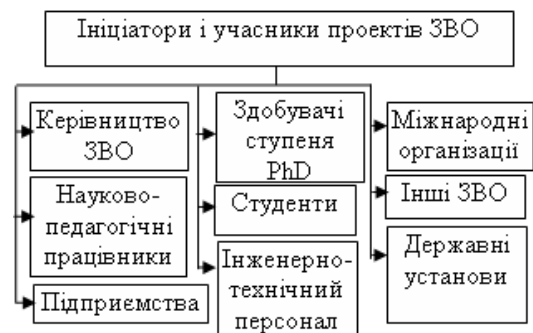 Ініціатори і учасники проектів ЗВО
Керівництво
ЗВО
Науково-
педагогічні
працівники
Підприємства
Здобувачі
ступеня
PhD
Студенти
Інженерно-
технічний
персонал
Міжнародні
організації
Інші ЗВО
Державні
установи